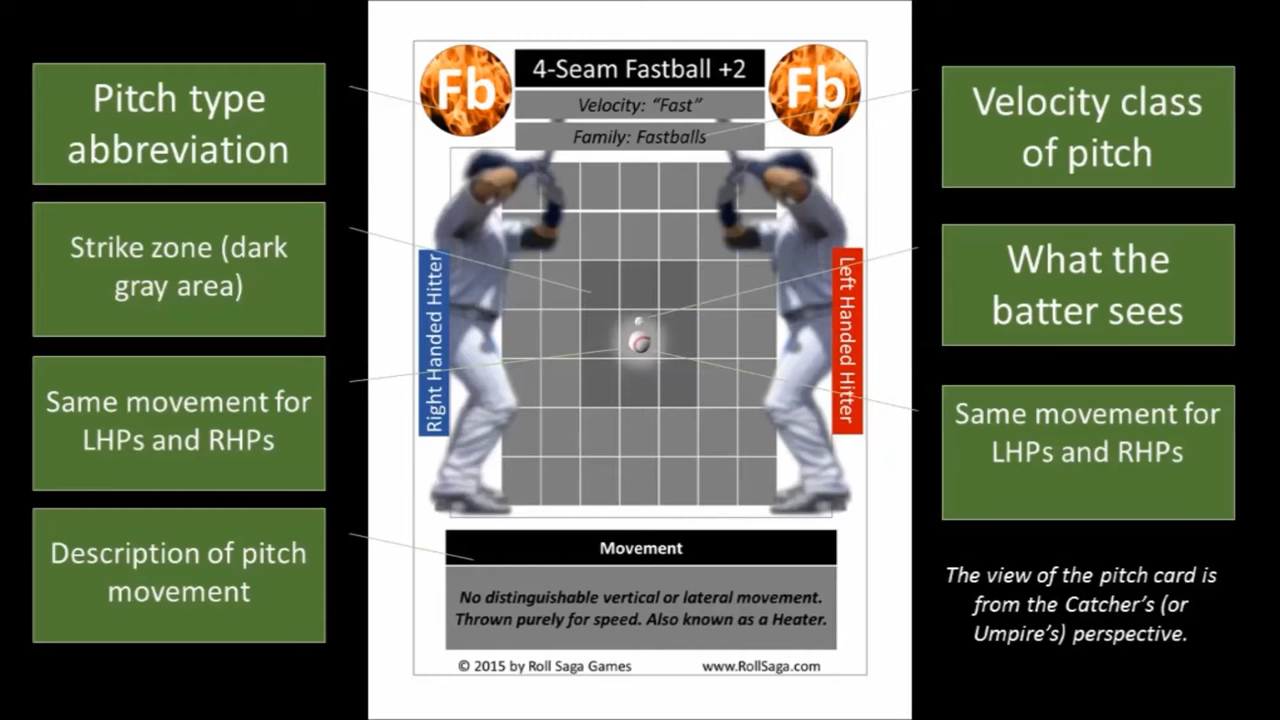 Pitch type
abbreviation
Strike zone (dark
gray area)
Same movement for
LHPs and RHPs
Description of pitch
movement
Fb
4-Seam Fastball +2
Fb
Velocity: “Fast”
Family: Fastballs
Right Handed Hitter
Left Handed Hitter
Movement
No distinguishable vertical or lateral movement.
Thrown purely for speed. Also known as a Heater.
© 2015 by Roll Saga Games
www.RollSaga.com
Velocity class
of pitch
What the
batter sees
Same movement for
LHPs and RHPs
The view of the pitch card is
from the Catcher’s (or
Umpire’s) perspective.